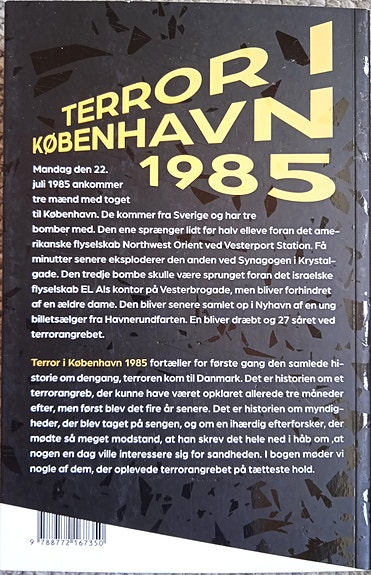 TERROR I
KØBENHAVN
1985
Mandag den 22.
juli 1985 ankommer
tre mænd med toget
til København. De kommer fra Sverige og har tre
bomber med. Den ene sprænger lidt før halv elleve foran det ame-
rikanske flyselskab Northwest Orient ved Vesterport Station. Få
minutter senere eksploderer den anden ved Synagogen i Krystal-
gade. Den tredje bombe skulle være sprunget foran det israelske
flyselskab EL Als kontor på Vesterbrogade, men bliver forhindret
af en ældre dame. Den bliver senere samlet op i Nyhavn af en ung
billetsælger fra Havnerundfarten. En bliver dræbt og 27 såret ved
terrorangrebet.
Terror i København 1985 fortæller for første gang den samlede hi-
storie om dengang, terroren kom til Danmark. Det er historien om et
terrorangreb, der kunne have været opklaret allerede tre måneder
efter, men først blev det fire år senere. Det er historien om myndig-
heder, der blev taget på sengen, og om en ihærdig efterforsker, der
mødte så meget modstand, at han skrev det hele ned i håb om ,at
nogen en dag ville interessere sig for sandheden. I bogen møder vi
nogle af dem, der oplevede terrorangrebet på tætteste hold.
9 788772 167350